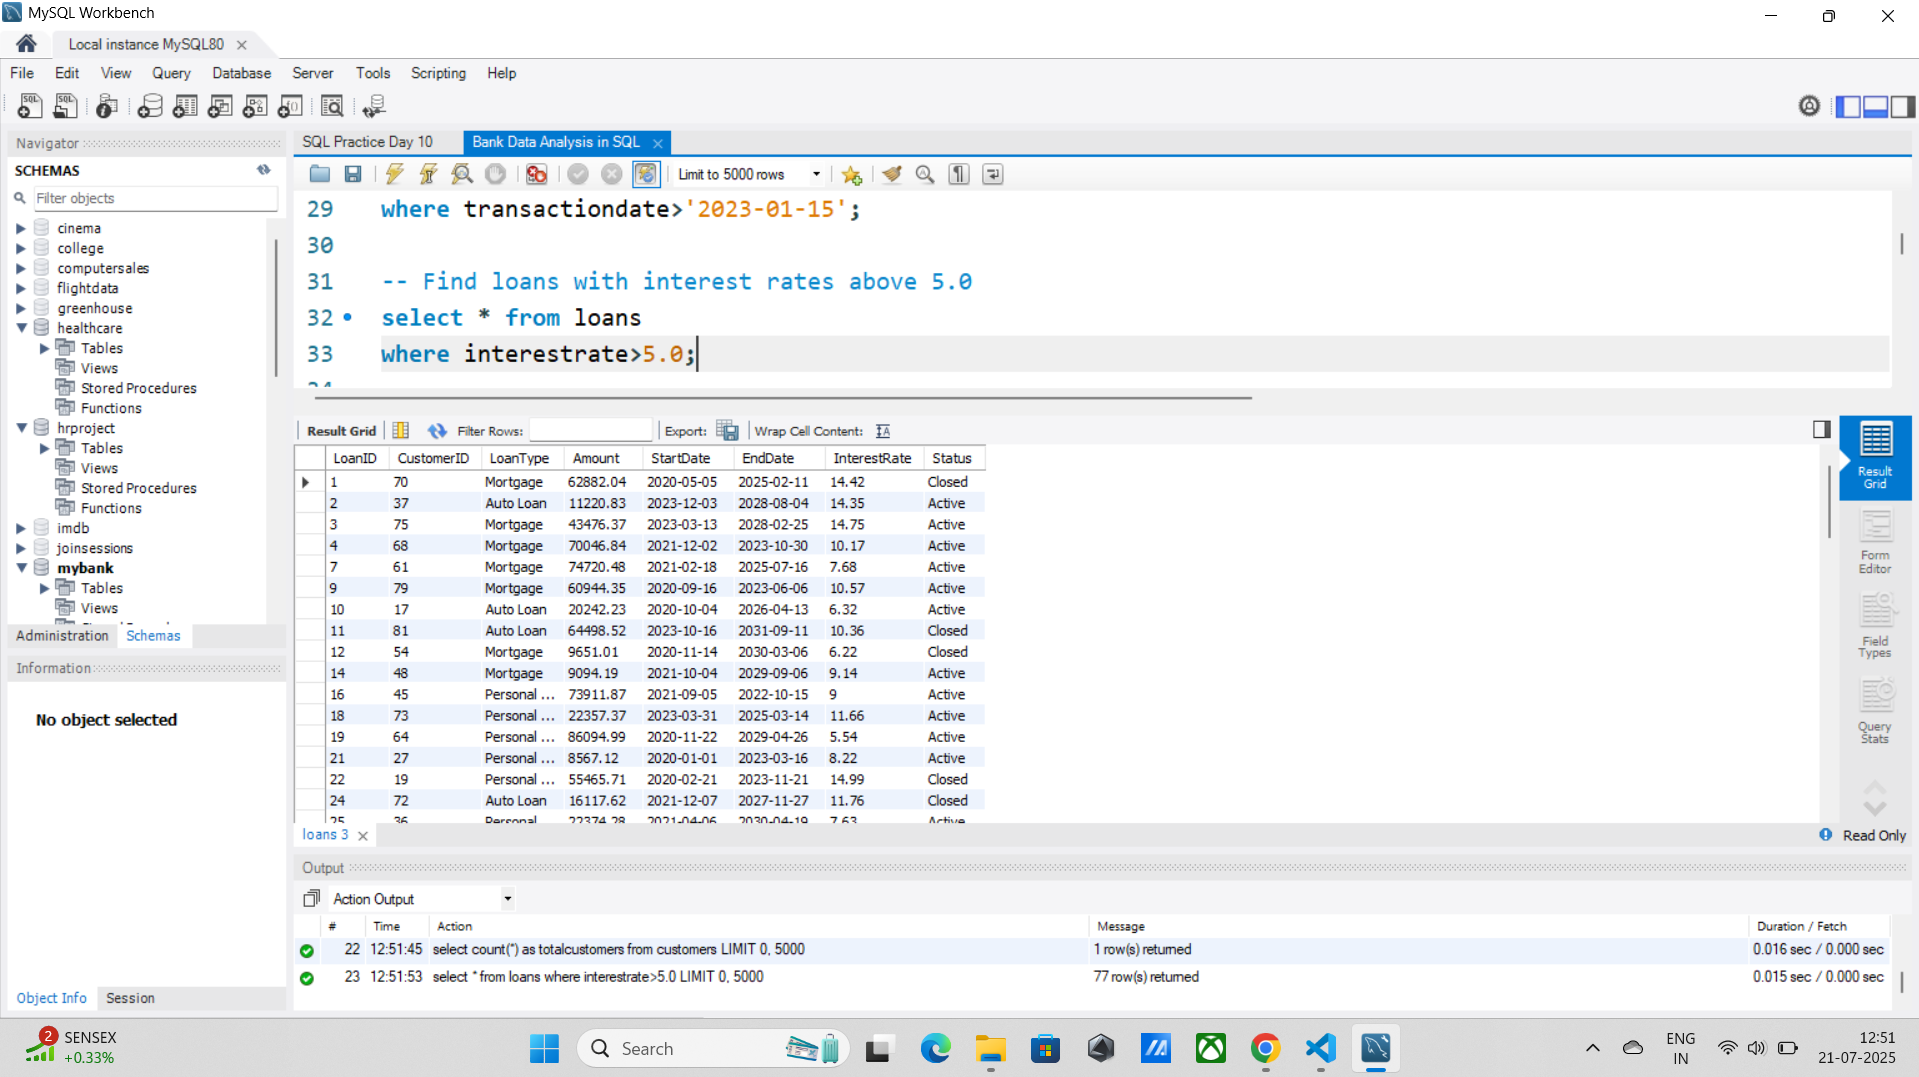 MySQL Workbench
Local instance MySQL80
File Edit View Query Database Server Tools Scripting Help
Navigator
SCHEMAS
Filter objects
cinema
college
computersales
flightdata
greenhouse
healthcare
Tables
Views
Stored Procedures
Functions
hrproject
Tables
Views
Stored Procedures
Functions
imdb
joinsessions
mybank
Tables
Views
Administration Schemas
Information
No object selected
Object Info Session
SQL Practice Day 10 Bank Data Analysis in SQL
Limit to 5000 rows
29 where transactiondate>'2023-01-15';
30
31 -- Find loans with interest rates above 5.0
32 select * from loans
33 where interestrate>5.0;
34
Result Grid Filter Rows: Export: Wrap Cell Content:
LoanID CustomerID LoanType Amount StartDate EndDate InterestRate Status
1 70 Mortgage 62882.04 2020-05-05 2025-02-11 14.42 Closed
2 37 Auto Loan 11220.83 2023-12-03 2028-08-04 14.35 Active
3 75 Mortgage 43476.37 2023-03-13 2028-02-25 14.75 Active
4 68 Mortgage 70046.84 2021-12-02 2023-10-30 10.17 Active
7 61 Mortgage 74720.48 2021-02-18 2025-07-16 7.68 Active
9 79 Mortgage 60944.35 2020-09-16 2023-06-06 10.57 Active
10 17 Auto Loan 20242.23 2020-10-04 2026-04-13 6.32 Active
11 81 Auto Loan 64498.52 2023-10-16 2031-09-11 10.36 Closed
12 54 Mortgage 9651.01 2020-11-14 2030-03-06 6.22 Closed
14 48 Mortgage 9094.19 2021-10-04 2029-09-06 9.14 Active
16 45 Personal ... 73911.87 2021-09-05 2022-10-15 9 Active
18 73 Personal ... 22357.37 2023-03-31 2025-03-14 11.66 Active
19 64 Personal ... 86094.99 2020-11-22 2029-04-26 5.54 Active
21 27 Personal ... 8567.12 2020-01-01 2023-03-16 8.22 Active
22 19 Personal ... 55465.71 2020-02-21 2023-11-21 14.99 Closed
24 72 Auto Loan 16117.62 2021-12-07 2027-11-27 11.76 Closed
25 36 Personal 22374.28 2021-04-06 2030-04-19 7.63 Active
Result
Grid
Form
Editor
Field
Types
Query
Stats
loans 3
Read Only
Output
Action Output
# Time Action Message Duration / Fetch
22 12:51:45 select count(*) as totalcustomers from customers LIMIT 0, 5000 1 row(s) returned 0.016 sec / 0.000 sec
23 12:51:53 select * from loans where interestrate>5.0 LIMIT 0, 5000 77 row(s) returned 0.015 sec / 0.000 sec
2 SENSEX
+0.33%
Search
ENG
IN
12:51
21-07-2025